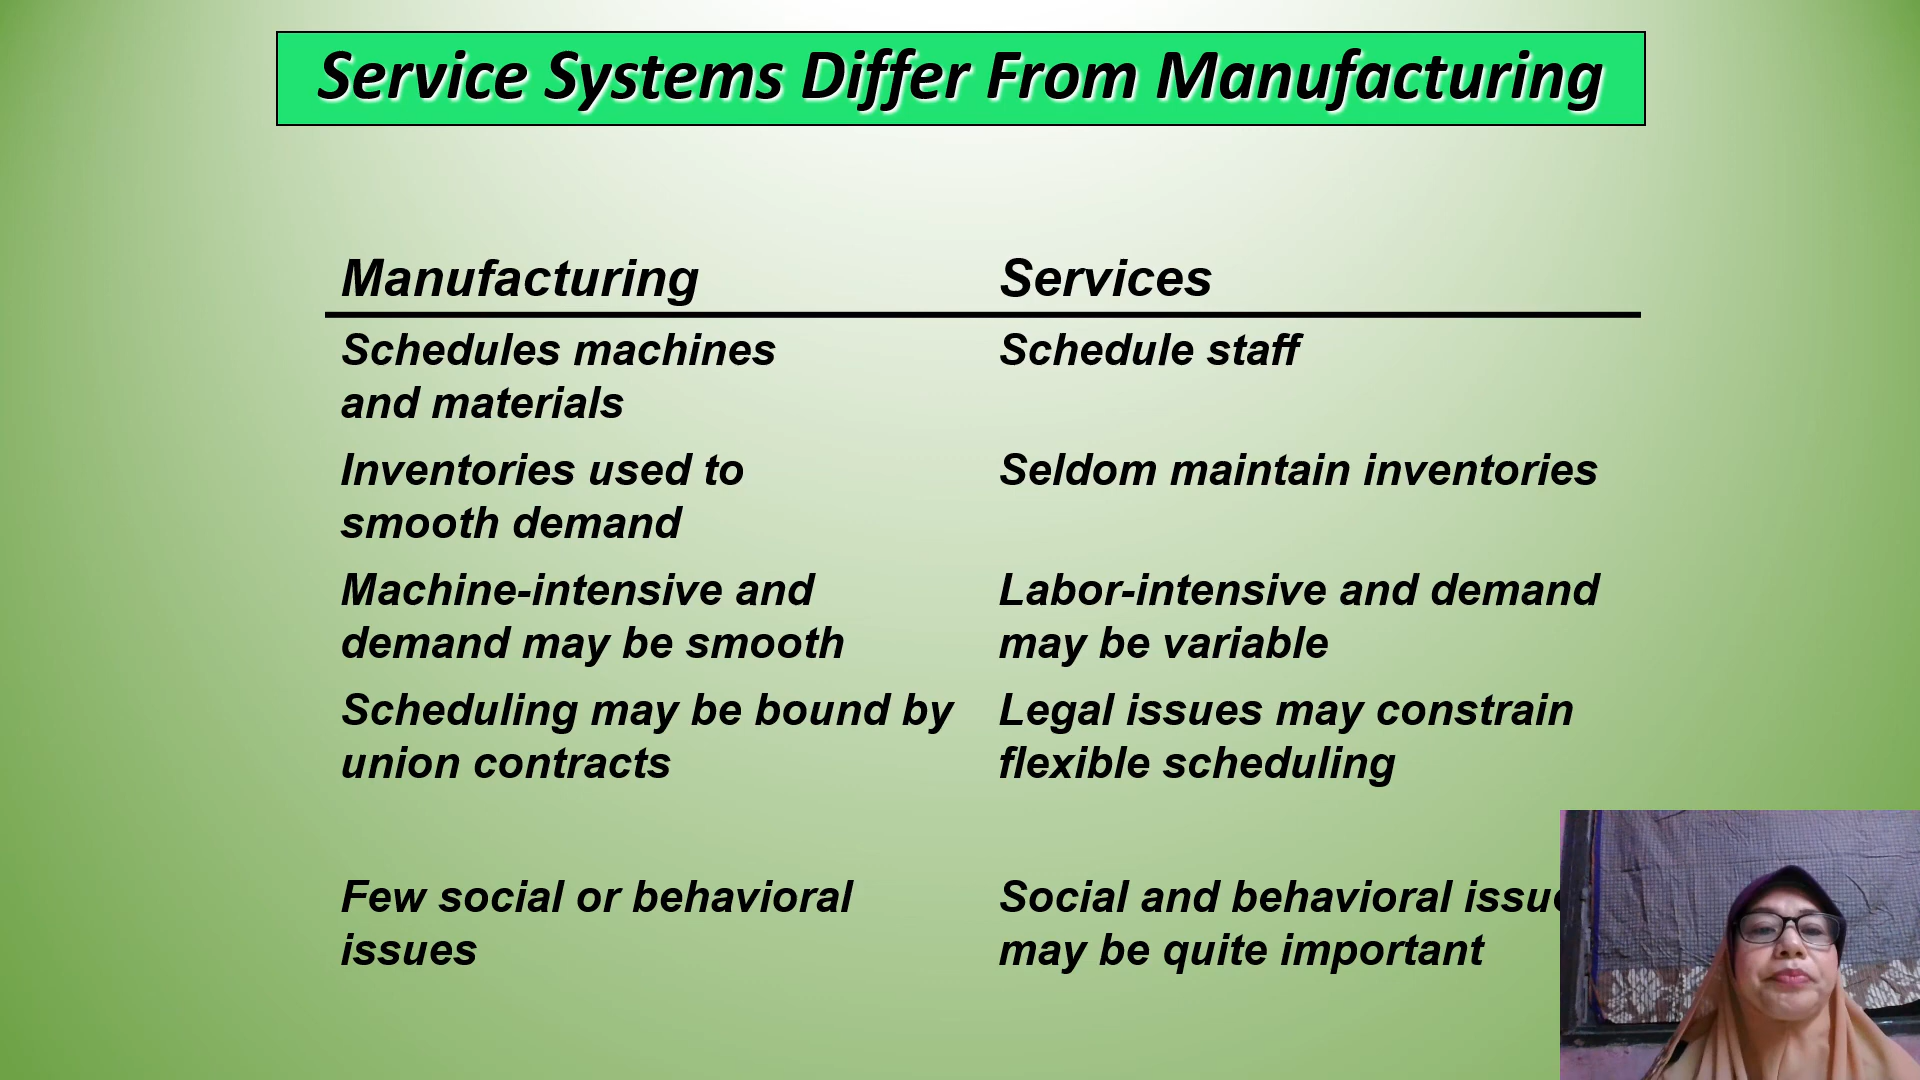 Service Systems Differ From Manufacturing
Manufacturing Services
Schedules machines
and materials
Schedule staff
Inventories used to
smooth demand
Seldom maintain inventories
Machine-intensive and
demand may be smooth
Labor-intensive and demand
may be variable
Scheduling may be bound by
union contracts
Legal issues may constrain
flexible scheduling
Few social or behavioral
issues
Social and behavioral
may be quite important